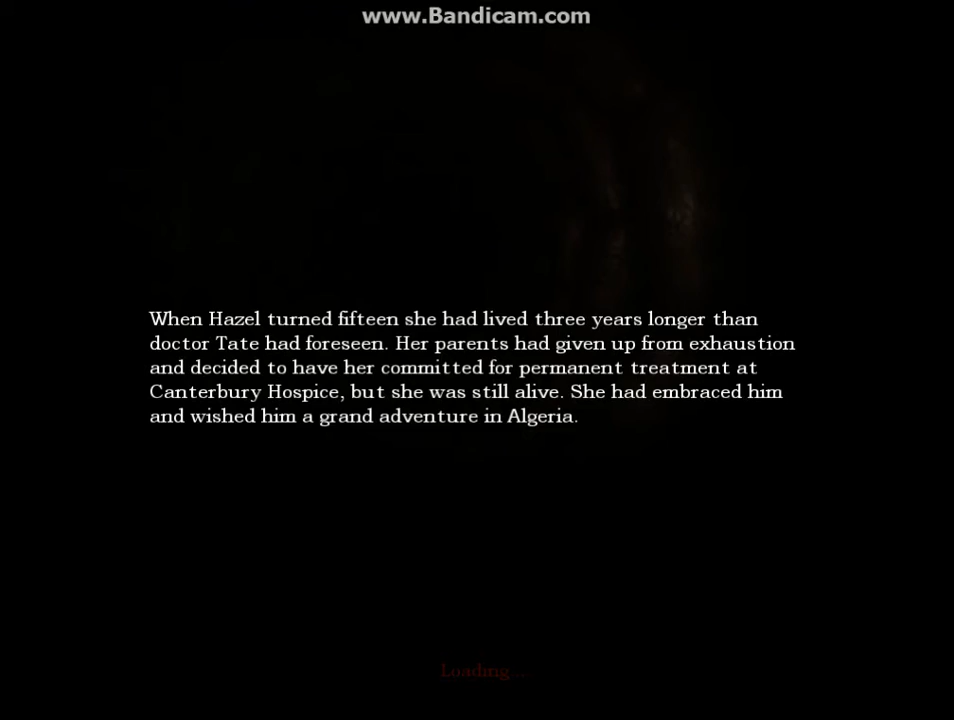 www.Bandicam.com
When Hazel turned fifteen she had lived three years longer than
doctor Tate had foreseen. Her parents had given up from exhaustion
and decided to have her committed for permanent treatment at
Canterbury Hospice, but she was still alive. She had embraced him
and wished him a grand adventure in Algeria.
Loading...